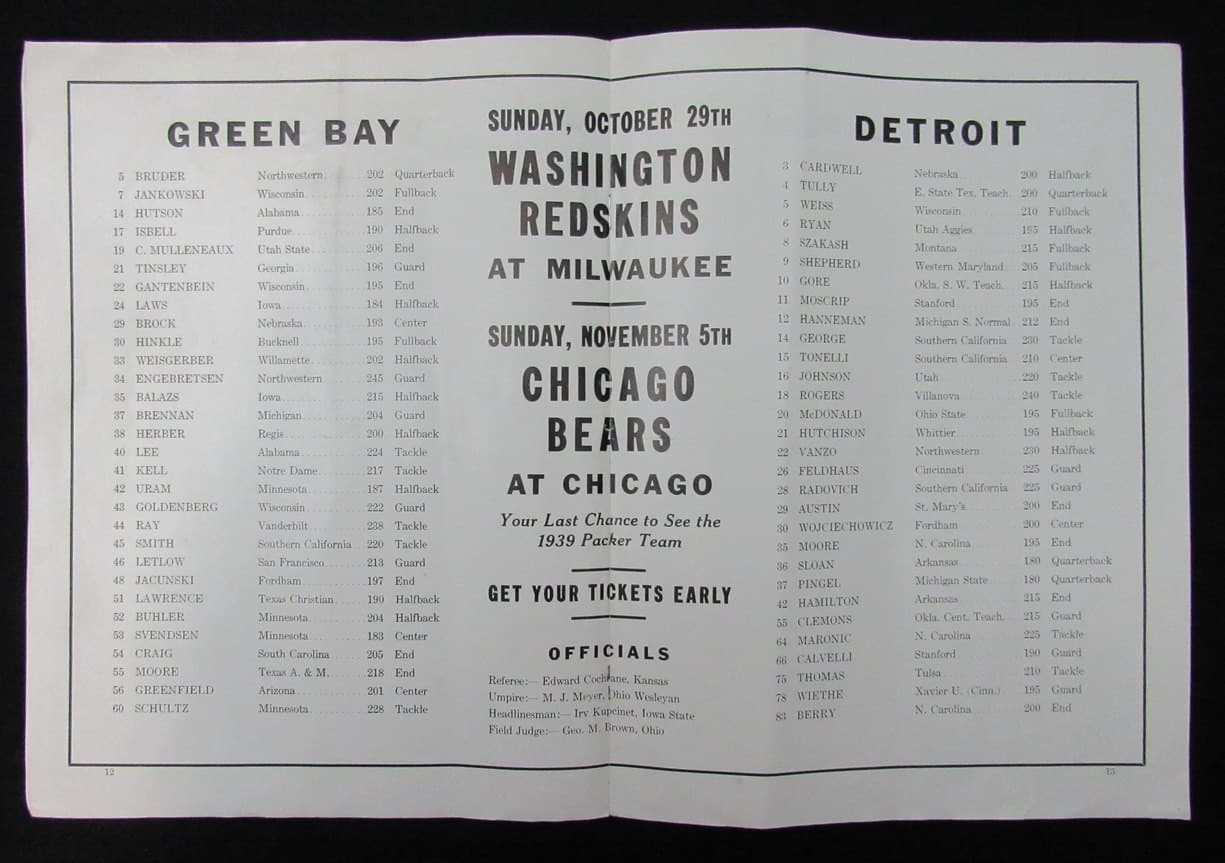 GREEN BAY
5 BRUDER Northwestern 202 Quarterback
7 JANKOWSKI Wisconsin 202 Fullback
14 HUTSON Alabama 185 End
17 ISBELL Purdue 190 Halfback
19 C. MULLENEAUX Utah State 206 End
21 TINSLEY Georgia 196 Guard
22 GANTENBEIN Wisconsin 195 End
24 LAWS Iowa 184 Halfback
29 BROCK Nebraska 193 Center
30 HINKLE Bucknell 195 Fullback
33 WEISGERBER Willamette 202 Halfback
34 ENGEBRETSEN Northwestern 245 Guard
35 BALAZS Iowa 215 Halfback
37 BRENNAN Michigan 204 Guard
38 HERBER Regis 200 Halfback
40 LEE Alabama 224 Tackle
41 KELL Notre Dame 217 Tackle
42 URAM Minnesota 187 Halfback
43 GOLDENBERG Wisconsin 222 Guard
44 RAY Vanderbilt 238 Tackle
45 SMITH Southern California 220 Tackle
46 LETLOW San Francisco 213 Guard
48 JACUNSKI Fordham 197 End
51 LAWRENCE Texas Christian 190 Halfback
52 BUHLER Minnesota 204 Halfback
53 SVENDSEN Minnesota 183 Center
54 CRAIG South Carolina 205 End
55 MOORE Texas A. & M. 218 End
56 GREENFIELD Arizona 201 Center
60 SCHULTZ Minnesota 228 Tackle
12
SUNDAY, OCTOBER 29TH
WASHINGTON
REDSKINS
AT MILWAUKEE
SUNDAY, NOVEMBER 5TH
CHICAGO
BEARS
AT CHICAGO
Your Last Chance to See the
1939 Packer Team
GET YOUR TICKETS EARLY
OFFICIALS
Referee:— Edward Cochrane, Kansas
Umpire:— M. J. Meyer, Ohio Wesleyan
Headlinesman:— Irv Kupcinet, Iowa State
Field Judge:— Geo. M. Brown, Ohio
DETROIT
3 CARDWELL Nebraska 200 Halfback
4 TULLY E. State Tex. Teach. 200 Quarterback
5 WEISS Wisconsin 210 Fullback
6 RYAN Utah Aggies 195 Halfback
8 SZAKASH Montana 215 Fullback
9 SHEPHERD Western Maryland 205 Fullback
10 GORE Okla. S. W. Teach. 215 Halfback
11 MOSCRIP Stanford 195 End
12 HANNEMAN Michigan S. Normal 212 End
14 GEORGE Southern California 230 Tackle
15 TONELLI Southern California 210 Center
16 JOHNSON Utah 220 Tackle
18 ROGERS Villanova 240 Tackle
20 McDONALD Ohio State 195 Fullback
21 HUTCHISON Whittier 195 Halfback
22 VANZO Northwestern 230 Halfback
26 FELDHAUS Cincinnati 225 Guard
28 RADOVICH Southern California 225 Guard
29 AUSTIN St. Mary's 200 End
30 WOJCIECHOWICZ Fordham 200 Center
35 MOORE N. Carolina 195 End
36 SLOAN Arkansas 180 Quarterback
37 PINGEL Michigan State 180 Quarterback
42 HAMILTON Arkansas 215 End
55 CLEMONS Okla. Cent. Teach. 215 Guard
64 MARONIC N. Carolina 225 Tackle
66 CALVELLI Stanford 190 Guard
75 THOMAS Tulsa 210 Tackle
78 WIETHE Xavier U. (Cinn.) 195 Guard
83 BERRY N. Carolina 200 End
13